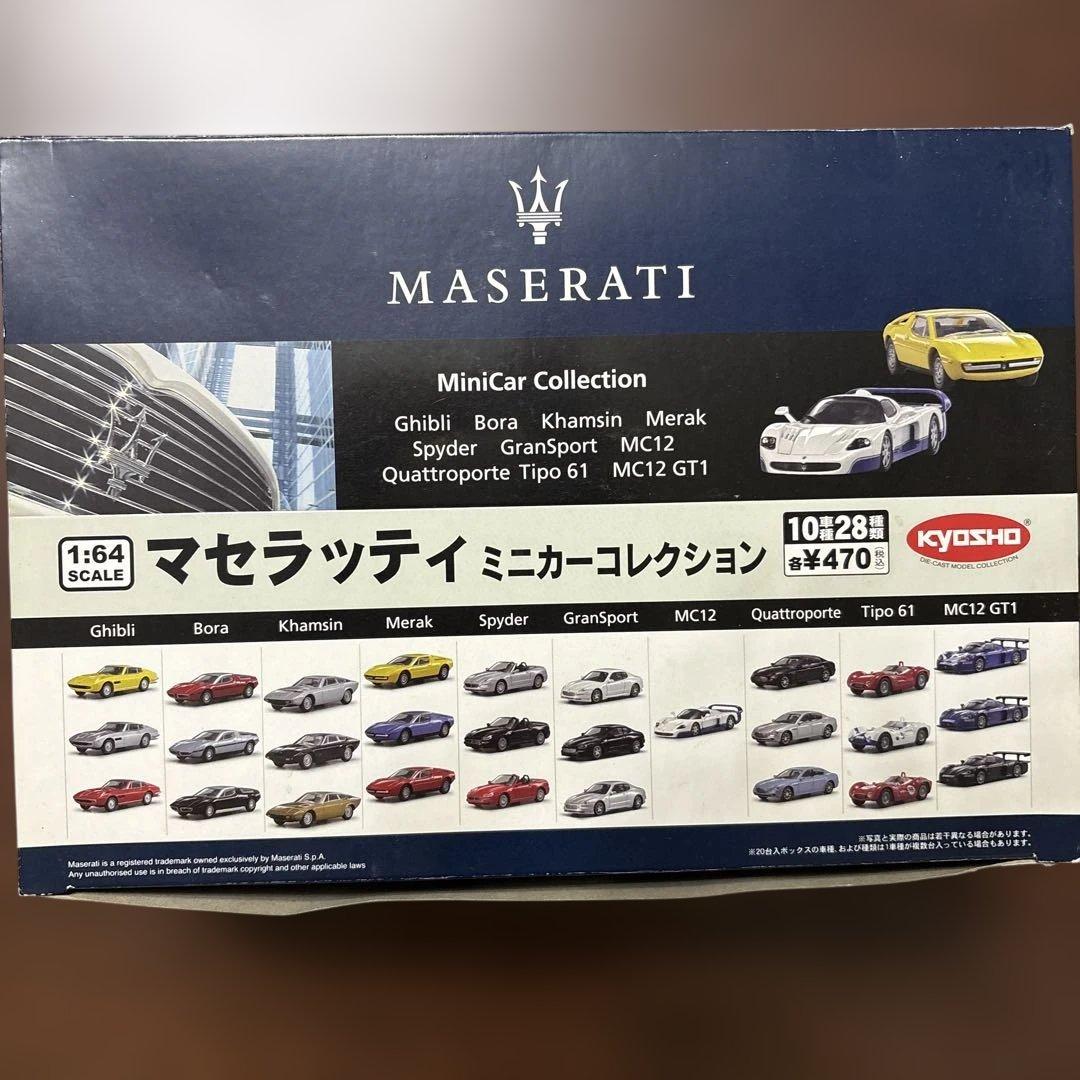 MASERATI
MiniCar Collection
Ghibli Bora Khamsin Merak
Spyder GranSport MC12
Quattroporte Tipo 61 MC12 GT1
1:64
SCALE
マセラッティ ミニカーコレクション
10車種28種類
各¥470(税込)
KYOSHO®
DIE-CAST MODEL COLLECTION
Ghibli Bora Khamsin Merak Spyder GranSport MC12 Quattroporte Tipo 61 MC12 GT1
※写真と実際の商品は若干異なる場合があります。
※20台入ボックスの車種、および種類は1車種が複数台入っている場合もあります。
Maserati is a registered trademark owned exclusively by Maserati S.p.A.
Any unauthorised use is in breach of trademark copyright and other applicable laws